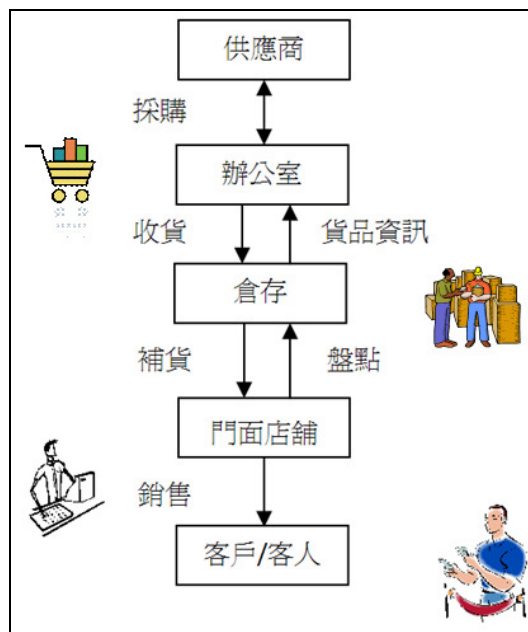 供應商
採購
辦公室
收貨 貨品資訊
倉存
補貨 盤點
門面店舖
銷售
客戶/客人